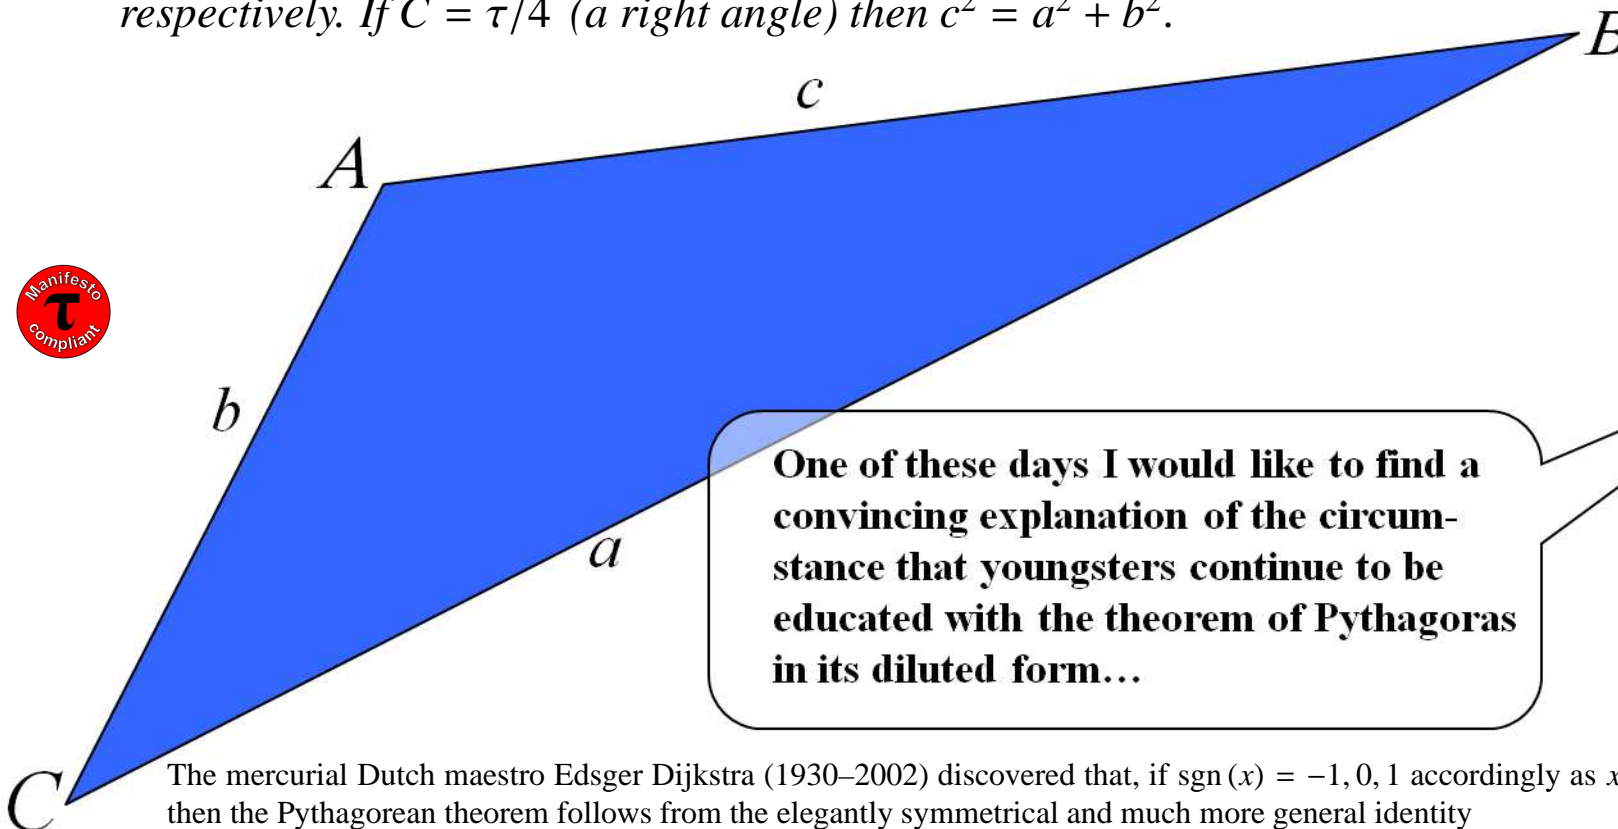 respectively. If C = τ/4 (a right angle) then c² = a² + b².
B
c
A
Manifesto
τ
compliant
b
a
One of these days I would like to find a
convincing explanation of the circum-
stance that youngsters continue to be
educated with the theorem of Pythagoras
in its diluted form…
C
The mercurial Dutch maestro Edsger Dijkstra (1930–2002) discovered that, if sgn (x) = −1, 0, 1 accordingly as x
then the Pythagorean theorem follows from the elegantly symmetrical and much more general identity